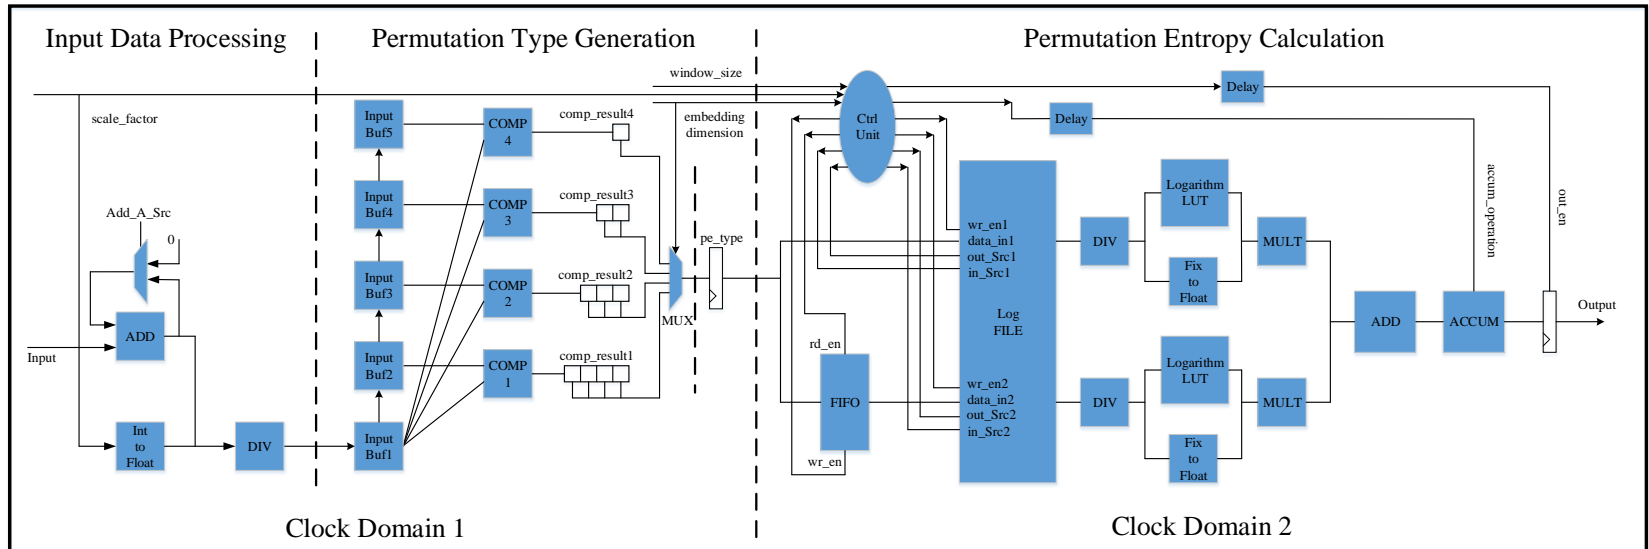 Input Data Processing
Permutation Type Generation
Permutation Entropy Calculation
window_size
scale_factor
embedding
dimension
Add_A_Src
0
ADD
Input
Int
to
Float
DIV
Input
Buf5
Input
Buf4
Input
Buf3
Input
Buf2
Input
Buf1
COMP
4
COMP
3
COMP
2
COMP
1
comp_result4
comp_result3
comp_result2
comp_result1
MUX
pe_type
Ctrl
Unit
Delay
Delay
rd_en
FIFO
wr_en
wr_en1
data_in1
out_Src1
in_Src1
Log
FILE
wr_en2
data_in2
out_Src2
in_Src2
DIV
Logarithm
LUT
Fix
to
Float
MULT
DIV
Logarithm
LUT
Fix
to
Float
MULT
ADD
ACCUM
accum_operation
out_en
Output
Clock Domain 1
Clock Domain 2